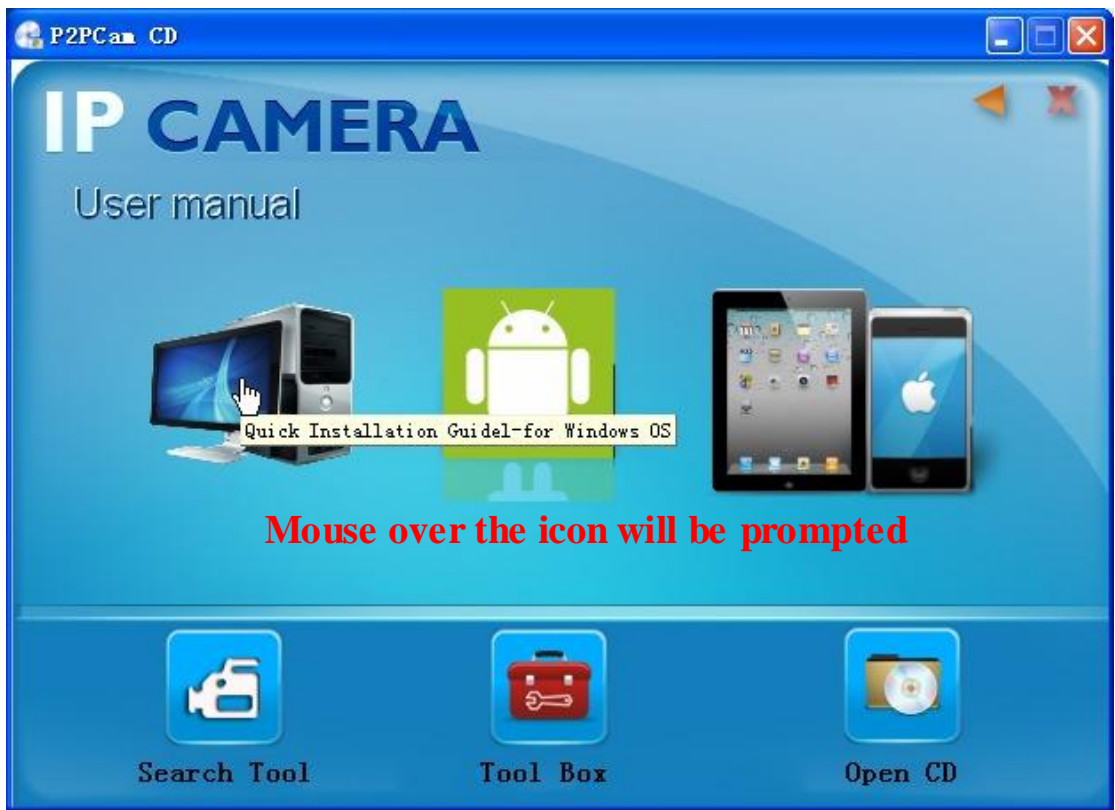 P2PCam CD
IP CAMERA
User manual
Quick Installation Guidel-for Windows OS
Mouse over the icon will be prompted
Search Tool
Tool Box
Open CD